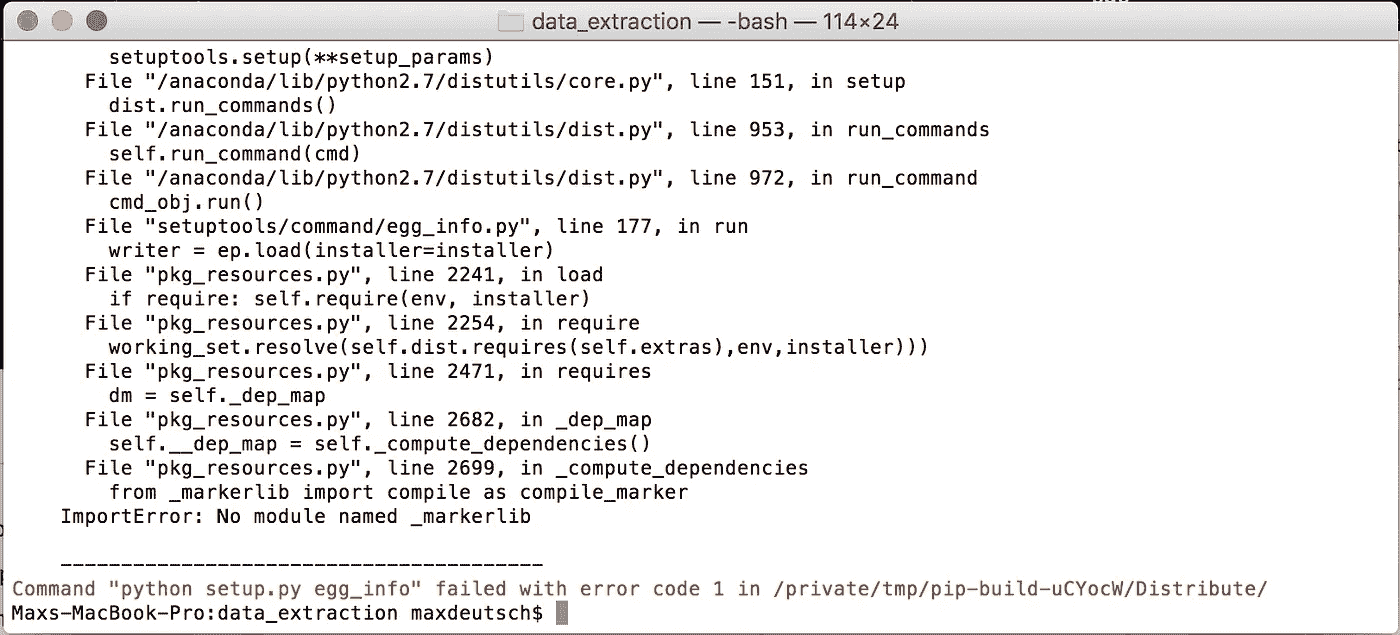 data_extraction — -bash — 114×24
setuptools.setup(**setup_params)
File "/anaconda/lib/python2.7/distutils/core.py", line 151, in setup
dist.run_commands()
File "/anaconda/lib/python2.7/distutils/dist.py", line 953, in run_commands
self.run_command(cmd)
File "/anaconda/lib/python2.7/distutils/dist.py", line 972, in run_command
cmd_obj.run()
File "setuptools/command/egg_info.py", line 177, in run
writer = ep.load(installer=installer)
File "pkg_resources.py", line 2241, in load
if require: self.require(env, installer)
File "pkg_resources.py", line 2254, in require
working_set.resolve(self.dist.requires(self.extras),env,installer)))
File "pkg_resources.py", line 2471, in requires
dm = self._dep_map
File "pkg_resources.py", line 2682, in _dep_map
self.__dep_map = self._compute_dependencies()
File "pkg_resources.py", line 2699, in _compute_dependencies
from _markerlib import compile as compile_marker
ImportError: No module named _markerlib
----------------------------------------
Command "python setup.py egg_info" failed with error code 1 in /private/tmp/pip-build-uCYocW/Distribute/
Maxs-MacBook-Pro:data_extraction maxdeutsch$